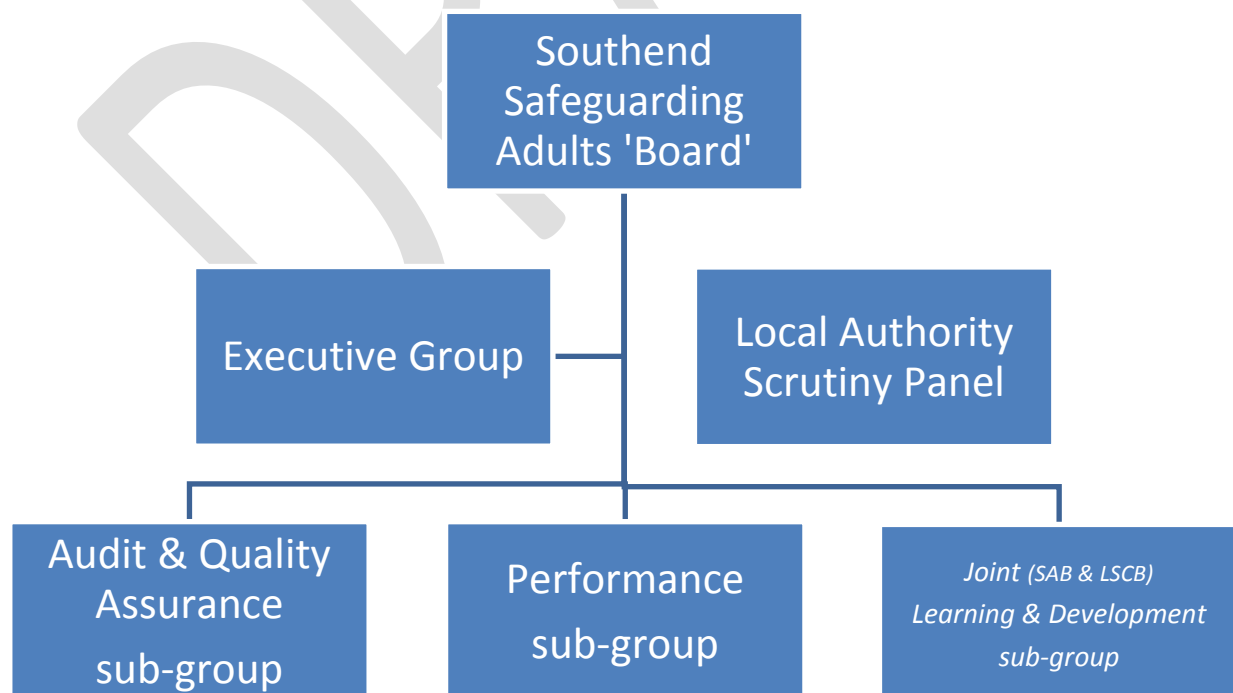 Southend
Safeguarding
Adults 'Board'
Executive Group
Local Authority
Scrutiny Panel
Audit & Quality
Assurance
sub-group
Performance
sub-group
Joint (SAB & LSCB)
Learning & Development
sub-group